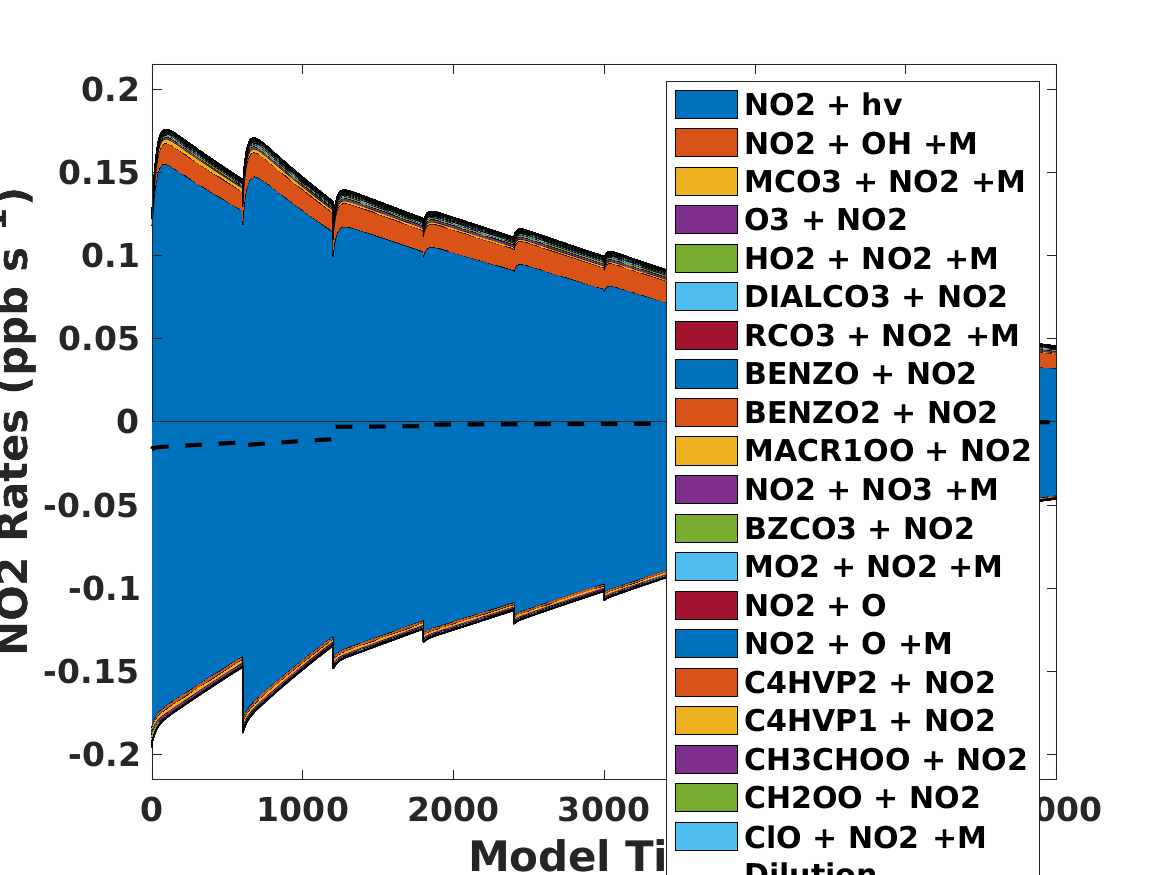 NO2 Rates (ppb s
0.2
0.15
0.1
0.05
0
-0.05
-0.1
-0.15
-0.2
0
1000
2000
3000
000
Model Ti
NO2 + hv
NO2 + OH +M
MCO3 + NO2 +M
O3 + NO2
HO2 + NO2 +M
DIALCO3 + NO2
RCO3 + NO2 +M
BENZO + NO2
BENZO2 + NO2
MACR1OO + NO2
NO2 + NO3 +M
BZCO3 + NO2
MO2 + NO2 +M
NO2 + O
NO2 + O +M
C4HVP2 + NO2
C4HVP1 + NO2
CH3CHOO + NO2
CH2OO + NO2
ClO + NO2 +M
Dilution